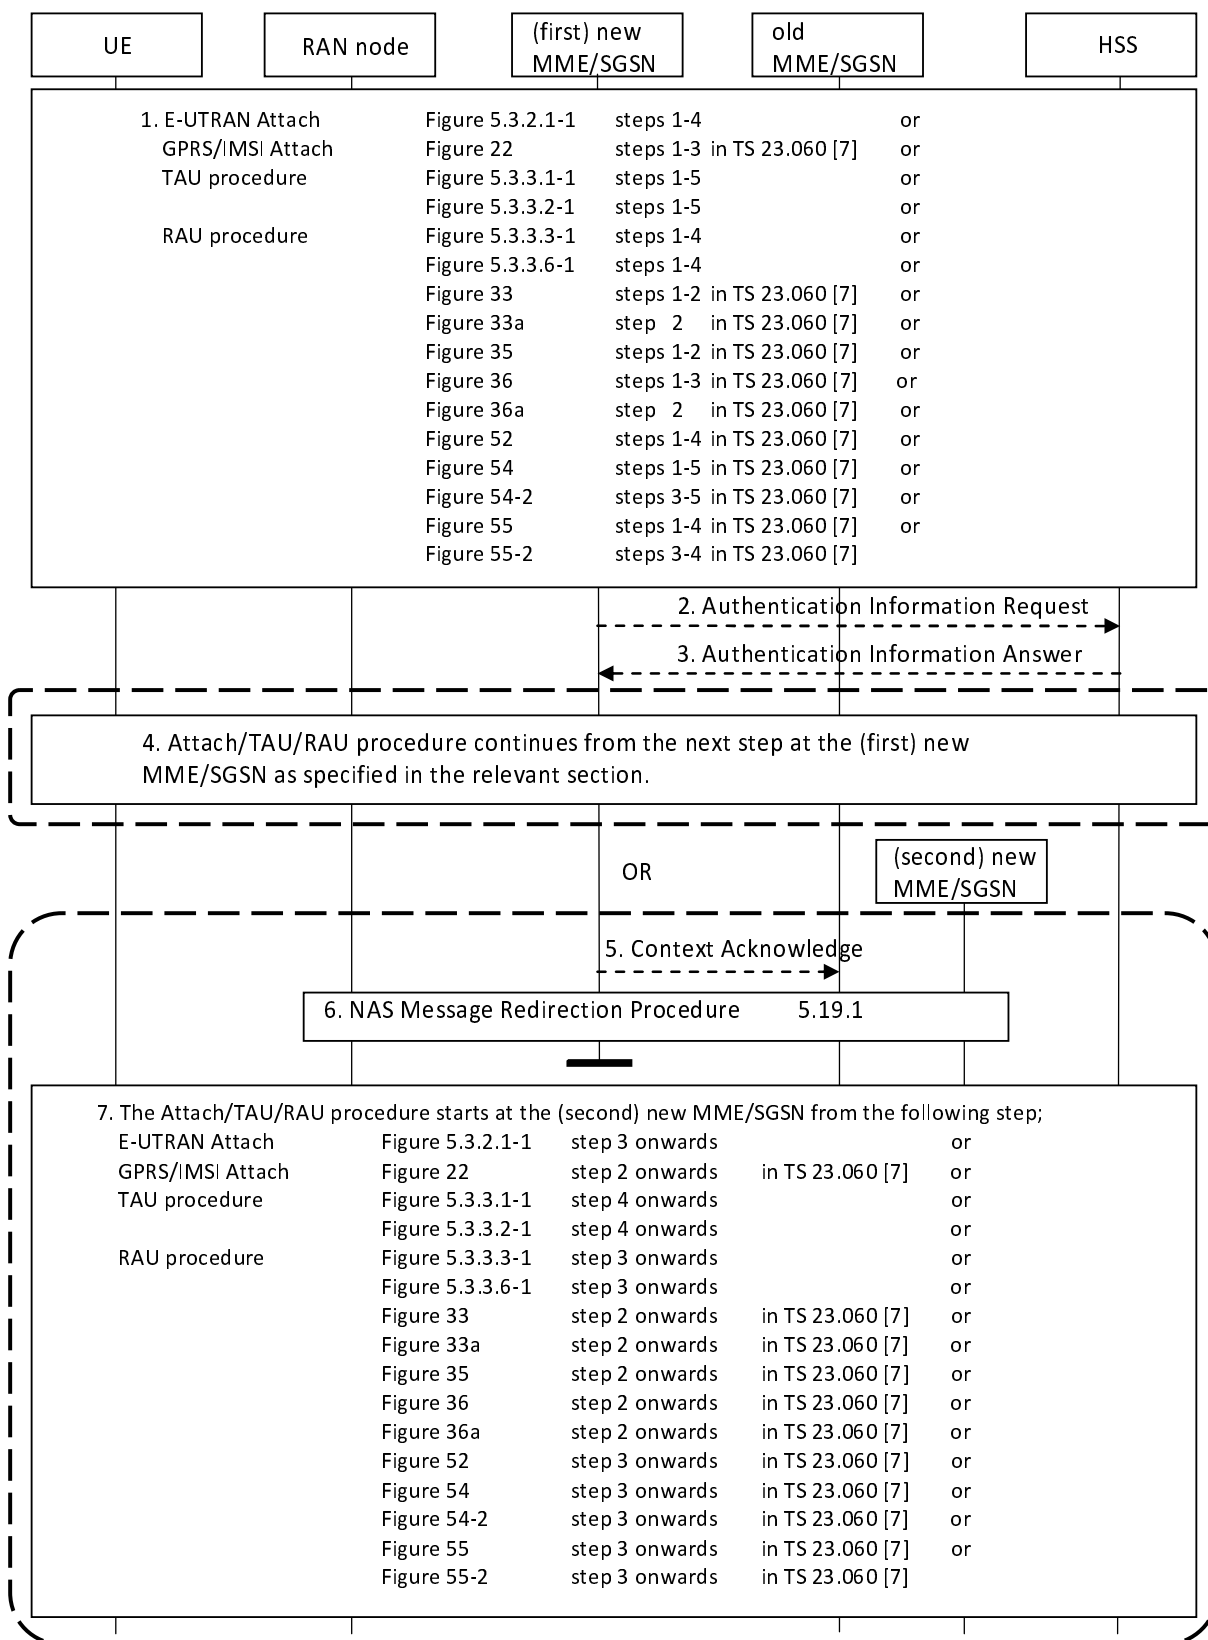 UE
RAN node
(first) new
MME/SGSN
old
MME/SGSN
HSS
1. E-UTRAN Attach Figure 5.3.2.1-1 steps 1-4 or
GPRS/IMSI Attach Figure 22 steps 1-3 in TS 23.060 [7] or
TAU procedure Figure 5.3.3.1-1 steps 1-5 or
Figure 5.3.3.2-1 steps 1-5 or
RAU procedure Figure 5.3.3.3-1 steps 1-4 or
Figure 5.3.3.6-1 steps 1-4 or
Figure 33 steps 1-2 in TS 23.060 [7] or
Figure 33a step 2 in TS 23.060 [7] or
Figure 35 steps 1-2 in TS 23.060 [7] or
Figure 36 steps 1-3 in TS 23.060 [7] or
Figure 36a step 2 in TS 23.060 [7] or
Figure 52 steps 1-4 in TS 23.060 [7] or
Figure 54 steps 1-5 in TS 23.060 [7] or
Figure 54-2 steps 3-5 in TS 23.060 [7] or
Figure 55 steps 1-4 in TS 23.060 [7] or
Figure 55-2 steps 3-4 in TS 23.060 [7]
2. Authentication Information Request
3. Authentication Information Answer
4. Attach/TAU/RAU procedure continues from the next step at the (first) new
MME/SGSN as specified in the relevant section.
OR
(second) new
MME/SGSN
5. Context Acknowledge
6. NAS Message Redirection Procedure 5.19.1
7. The Attach/TAU/RAU procedure starts at the (second) new MME/SGSN from the following step;
E-UTRAN Attach Figure 5.3.2.1-1 step 3 onwards or
GPRS/IMSI Attach Figure 22 step 2 onwards in TS 23.060 [7] or
TAU procedure Figure 5.3.3.1-1 step 4 onwards or
Figure 5.3.3.2-1 step 4 onwards or
RAU procedure Figure 5.3.3.3-1 step 3 onwards or
Figure 5.3.3.6-1 step 3 onwards or
Figure 33 step 2 onwards in TS 23.060 [7] or
Figure 33a step 2 onwards in TS 23.060 [7] or
Figure 35 step 2 onwards in TS 23.060 [7] or
Figure 36 step 2 onwards in TS 23.060 [7] or
Figure 36a step 2 onwards in TS 23.060 [7] or
Figure 52 step 3 onwards in TS 23.060 [7] or
Figure 54 step 3 onwards in TS 23.060 [7] or
Figure 54-2 step 3 onwards in TS 23.060 [7] or
Figure 55 step 3 onwards in TS 23.060 [7] or
Figure 55-2 step 3 onwards in TS 23.060 [7]